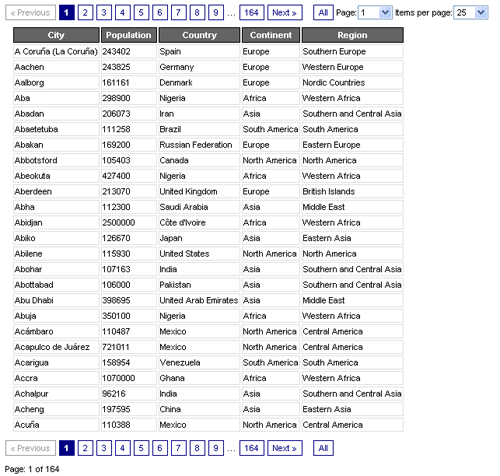 « Previous 1 2 3 4 5 6 7 8 9 ... 164 Next » All Page: 1 Items per page: 25
City Population Country Continent Region
A Coruña (La Coruña) 243402 Spain Europe Southern Europe
Aachen 243825 Germany Europe Western Europe
Aalborg 161161 Denmark Europe Nordic Countries
Aba 298900 Nigeria Africa Western Africa
Abadan 206073 Iran Asia Southern and Central Asia
Abaetetuba 111258 Brazil South America South America
Abakan 169200 Russian Federation Europe Eastern Europe
Abbotsford 105403 Canada North America North America
Abeokuta 427400 Nigeria Africa Western Africa
Aberdeen 213070 United Kingdom Europe British Islands
Abha 112300 Saudi Arabia Asia Middle East
Abidjan 2500000 Côte d'Ivoire Africa Western Africa
Abiko 126670 Japan Asia Eastern Asia
Abilene 115930 United States North America North America
Abohar 107163 India Asia Southern and Central Asia
Abottabad 106000 Pakistan Asia Southern and Central Asia
Abu Dhabi 398695 United Arab Emirates Asia Middle East
Abuja 350100 Nigeria Africa Western Africa
Acámbaro 110487 Mexico North America Central America
Acapulco de Juárez 721011 Mexico North America Central America
Acarigua 158954 Venezuela South America South America
Accra 1070000 Ghana Africa Western Africa
Achalpur 96216 India Asia Southern and Central Asia
Acheng 197595 China Asia Eastern Asia
Acuña 110388 Mexico North America Central America
« Previous 1 2 3 4 5 6 7 8 9 ... 164 Next » All
Page: 1 of 164